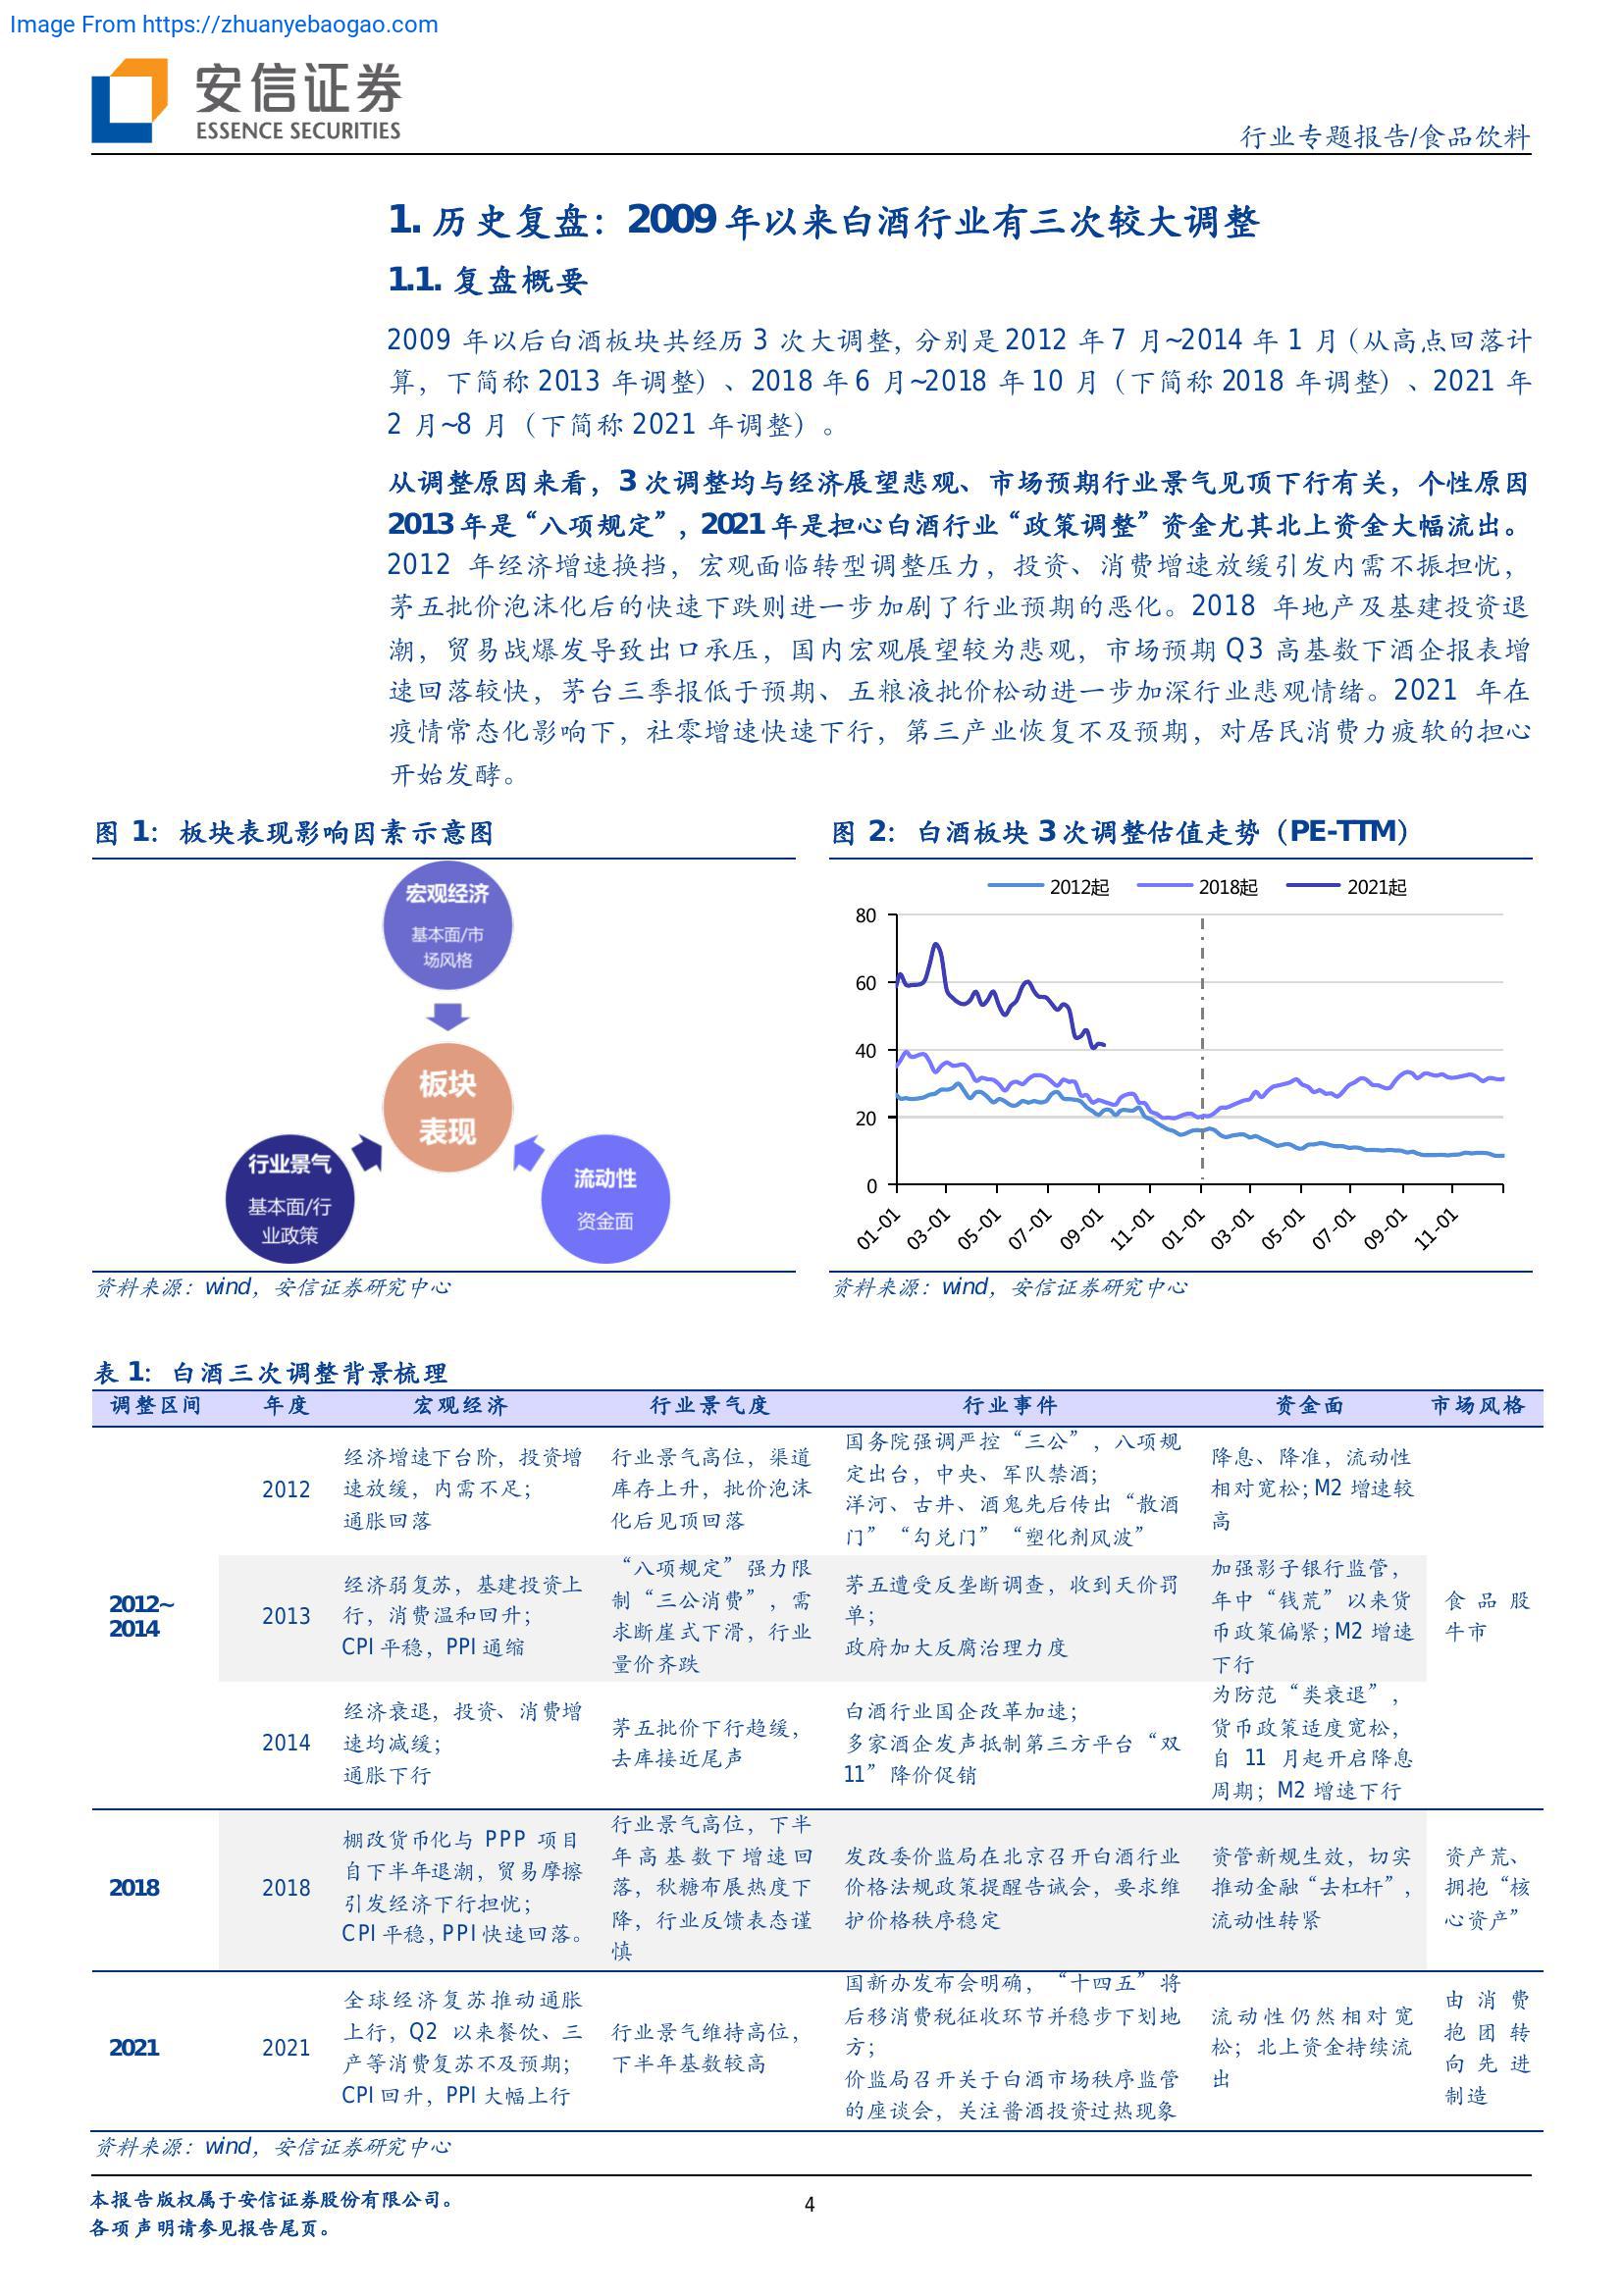 Image From https://zhuanyebaogao.com
安信证券
ESSENCE SECURITIES
行业专题报告/食品饮料
1. 历史复盘：2009 年以来白酒行业有三次较大调整
1.1. 复盘概要
2009 年以后白酒板块共经历 3 次大调整，分别是 2012 年 7 月~2014 年 1 月（从高点回落计
算，下简称 2013 年调整）、2018 年 6 月~2018 年 10 月（下简称 2018 年调整）、2021 年
2 月~8 月（下简称 2021 年调整）。
从调整原因来看，3 次调整均与经济展望悲观、市场预期行业景气见顶下行有关，个性原因
2013 年是“八项规定”，2021 年是担心白酒行业“政策调整”资金尤其北上资金大幅流出。
2012 年经济增速换挡，宏观面临转型调整压力，投资、消费增速放缓引发内需不振担忧，
茅五批价泡沫化后的快速下跌则进一步加剧了行业预期的恶化。2018 年地产及基建投资退
潮，贸易战爆发导致出口承压，国内宏观展望较为悲观，市场预期 Q3 高基数下酒企报表增
速回落较快，茅台三季报低于预期、五粮液批价松动进一步加深行业悲观情绪。2021 年在
疫情常态化影响下，社零增速快速下行，第三产业恢复不及预期，对居民消费力疲软的担心
开始发酵。
图 1：板块表现影响因素示意图
宏观经济
基本面/市
场风格
板块
表现
行业景气
基本面/行
业政策
流动性
资金面
资料来源：wind，安信证券研究中心
图 2：白酒板块 3 次调整估值走势（PE-TTM）
2012起 2018起 2021起
80
60
40
20
0
01-01 03-01 05-01 07-01 09-01 11-01 01-01 03-01 05-01 07-01 09-01 11-01
资料来源：wind，安信证券研究中心
表 1：白酒三次调整背景梳理
调整区间 年度 宏观经济 行业景气度 行业事件 资金面 市场风格
2012~
2014
2012
经济增速下台阶，投资增
速放缓，内需不足；
通胀回落
行业景气高位，渠道
库存上升，批价泡沫
化后见顶回落
国务院强调严控“三公”，八项规
定出台，中央、军队禁酒；
洋河、古井、酒鬼先后传出“散酒
门”“勾兑门”“塑化剂风波”
降息、降准，流动性
相对宽松；M2 增速较
高
2013
经济弱复苏，基建投资上
行，消费温和回升；
CPI 平稳，PPI 通缩
“八项规定”强力限
制“三公消费”，需
求断崖式下滑，行业
量价齐跌
茅五遭受反垄断调查，收到天价罚
单；
政府加大反腐治理力度
加强影子银行监管，
年中“钱荒”以来货
币政策偏紧；M2 增速
下行
食品股
牛市
2014
经济衰退，投资、消费增
速均减缓；
通胀下行
茅五批价下行趋缓，
去库接近尾声
白酒行业国企改革加速；
多家酒企发声抵制第三方平台“双
11”降价促销
为防范“类衰退”，
货币政策适度宽松，
自 11 月起开启降息
周期；M2 增速下行
2018
2018
棚改货币化与 PPP 项目
自下半年退潮，贸易摩擦
引发经济下行担忧；
CPI 平稳，PPI 快速回落。
行业景气高位，下半
年高基数下增速回
落，秋糖布展热度下
降，行业反馈表态谨
慎
发改委价监局在北京召开白酒行业
价格法规政策提醒告诫会，要求维
护价格秩序稳定
资管新规生效，切实
推动金融“去杠杆”，
流动性转紧
资产荒、
拥抱“核
心资产”
2021
2021
全球经济复苏推动通胀
上行，Q2 以来餐饮、三
产等消费复苏不及预期；
CPI 回升，PPI 大幅上行
行业景气维持高位，
下半年基数较高
国新办发布会明确，“十四五”将
后移消费税征收环节并稳步下划地
方；
价监局召开关于白酒市场秩序监管
的座谈会，关注酱酒投资过热现象
流动性仍然相对宽
松；北上资金持续流
出
由消费
抱团转
向先进
制造
资料来源：wind，安信证券研究中心
本报告版权属于安信证券股份有限公司。
各项声明请参见报告尾页。
4